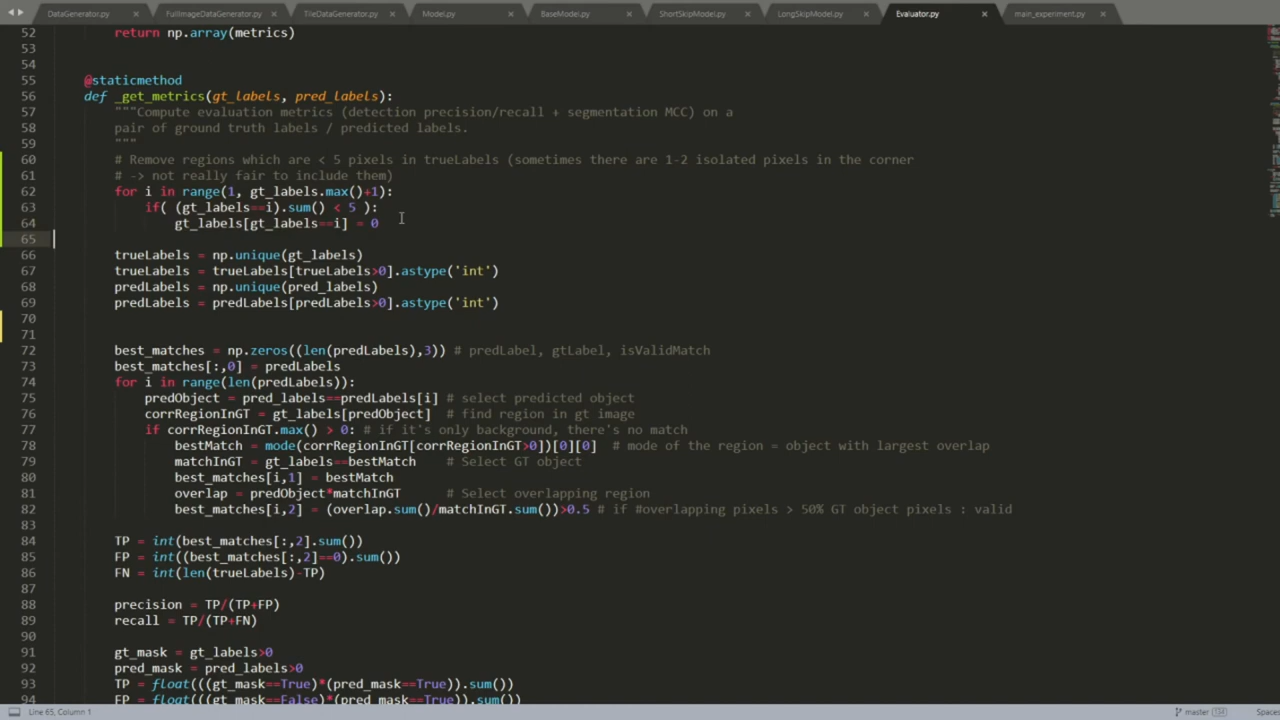 DataGenerator.py × FullImageDataGenerator.py × TileDataGenerator.py × Model.py × BaseModel.py × ShortSkipModel.py × LongSkipModel.py × Evaluator.py × main_experiment.py ×
52 return np.array(metrics)
53
54
55 @staticmethod
56 def _get_metrics(gt_labels, pred_labels):
57 """Compute evaluation metrics (detection precision/recall + segmentation MCC) on a
58 pair of ground truth labels / predicted labels.
59 """
60 # Remove regions which are < 5 pixels in trueLabels (sometimes there are 1-2 isolated pixels in the corner
61 # -> not really fair to include them)
62 for i in range(1, gt_labels.max()+1):
63 if( (gt_labels==i).sum() < 5 ):
64 gt_labels[gt_labels==i] = 0
65
66 trueLabels = np.unique(gt_labels)
67 trueLabels = trueLabels[trueLabels>0].astype('int')
68 predLabels = np.unique(pred_labels)
69 predLabels = predLabels[predLabels>0].astype('int')
70
71
72 best_matches = np.zeros((len(predLabels),3)) # predLabel, gtLabel, isValidMatch
73 best_matches[:,0] = predLabels
74 for i in range(len(predLabels)):
75 predObject = pred_labels==predLabels[i] # select predicted object
76 corrRegionInGT = gt_labels[predObject] # find region in gt image
77 if corrRegionInGT.max() > 0: # if it's only background, there's no match
78 bestMatch = mode(corrRegionInGT[corrRegionInGT>0])[0][0] # mode of the region = object with largest overlap
79 matchInGT = gt_labels==bestMatch # Select GT object
80 best_matches[i,1] = bestMatch
81 overlap = predObject*matchInGT # Select overlapping region
82 best_matches[i,2] = (overlap.sum()/matchInGT.sum())>0.5 # if #overlapping pixels > 50% GT object pixels : valid
83
84 TP = int(best_matches[:,2].sum())
85 FP = int((best_matches[:,2]==0).sum())
86 FN = int(len(trueLabels)-TP)
87
88 precision = TP/(TP+FP)
89 recall = TP/(TP+FN)
90
91 gt_mask = gt_labels>0
92 pred_mask = pred_labels>0
93 TP = float(((gt_mask==True)*(pred_mask==True)).sum())
94 FP = float(((gt_mask==False)*(pred_mask==True)).sum())
Line 65, Column 1 master Spaces